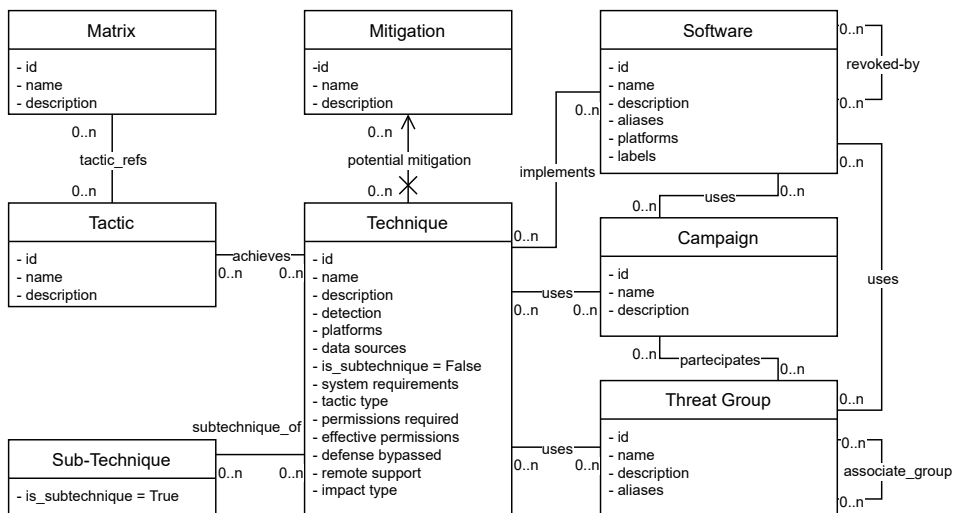 Matrix
- id
- name
- description
0..n
tactic_refs
0..n
Tactic
- id
- name
- description
Mitigation
-id
- name
- description
0..n
potential mitigation
0..n
achieves
0..n
0..n
Technique
- id
- name
- description
- detection
- platforms
- data sources
- is_subtechnique = False
- system requirements
- tactic type
- permissions required
- effective permissions
- defense bypassed
- remote support
- impact type
subtechnique_of
0..n
0..n
Sub-Technique
- is_subtechnique = True
Software
- id
- name
- description
- aliases
- platforms
- labels
0..n
revoked-by
0..n
0..n
implements
0..n
0..n
uses
0..n
0..n
uses
0..n
Campaign
- id
- name
- description
0..n
uses
0..n
0..n
partecipates
0..n
Threat Group
- id
- name
- description
- aliases
uses
0..n
0..n
0..n
associate_group
0..n